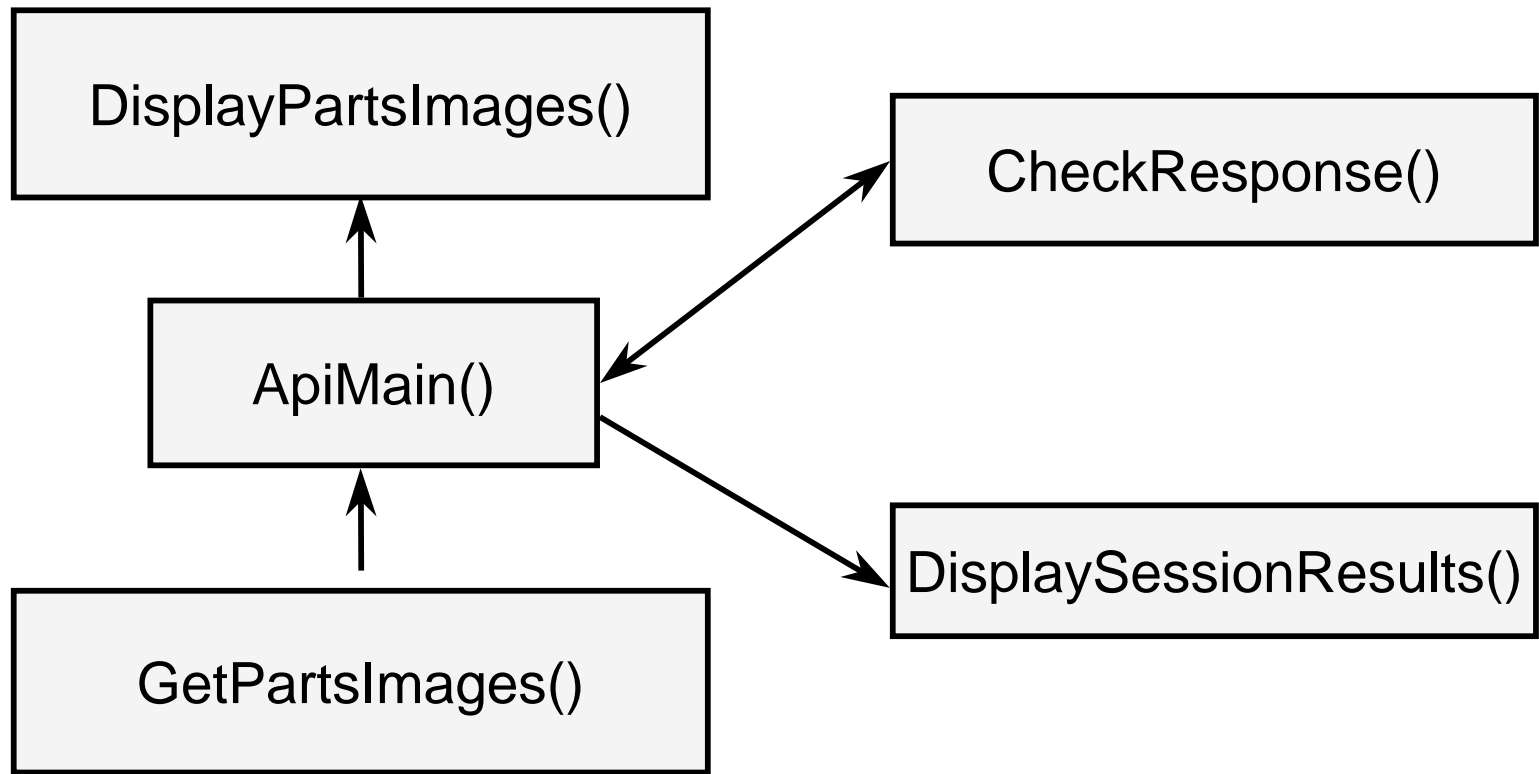 DisplayPartsImages()
CheckResponse()
ApiMain()
DisplaySessionResults()
GetPartsImages()